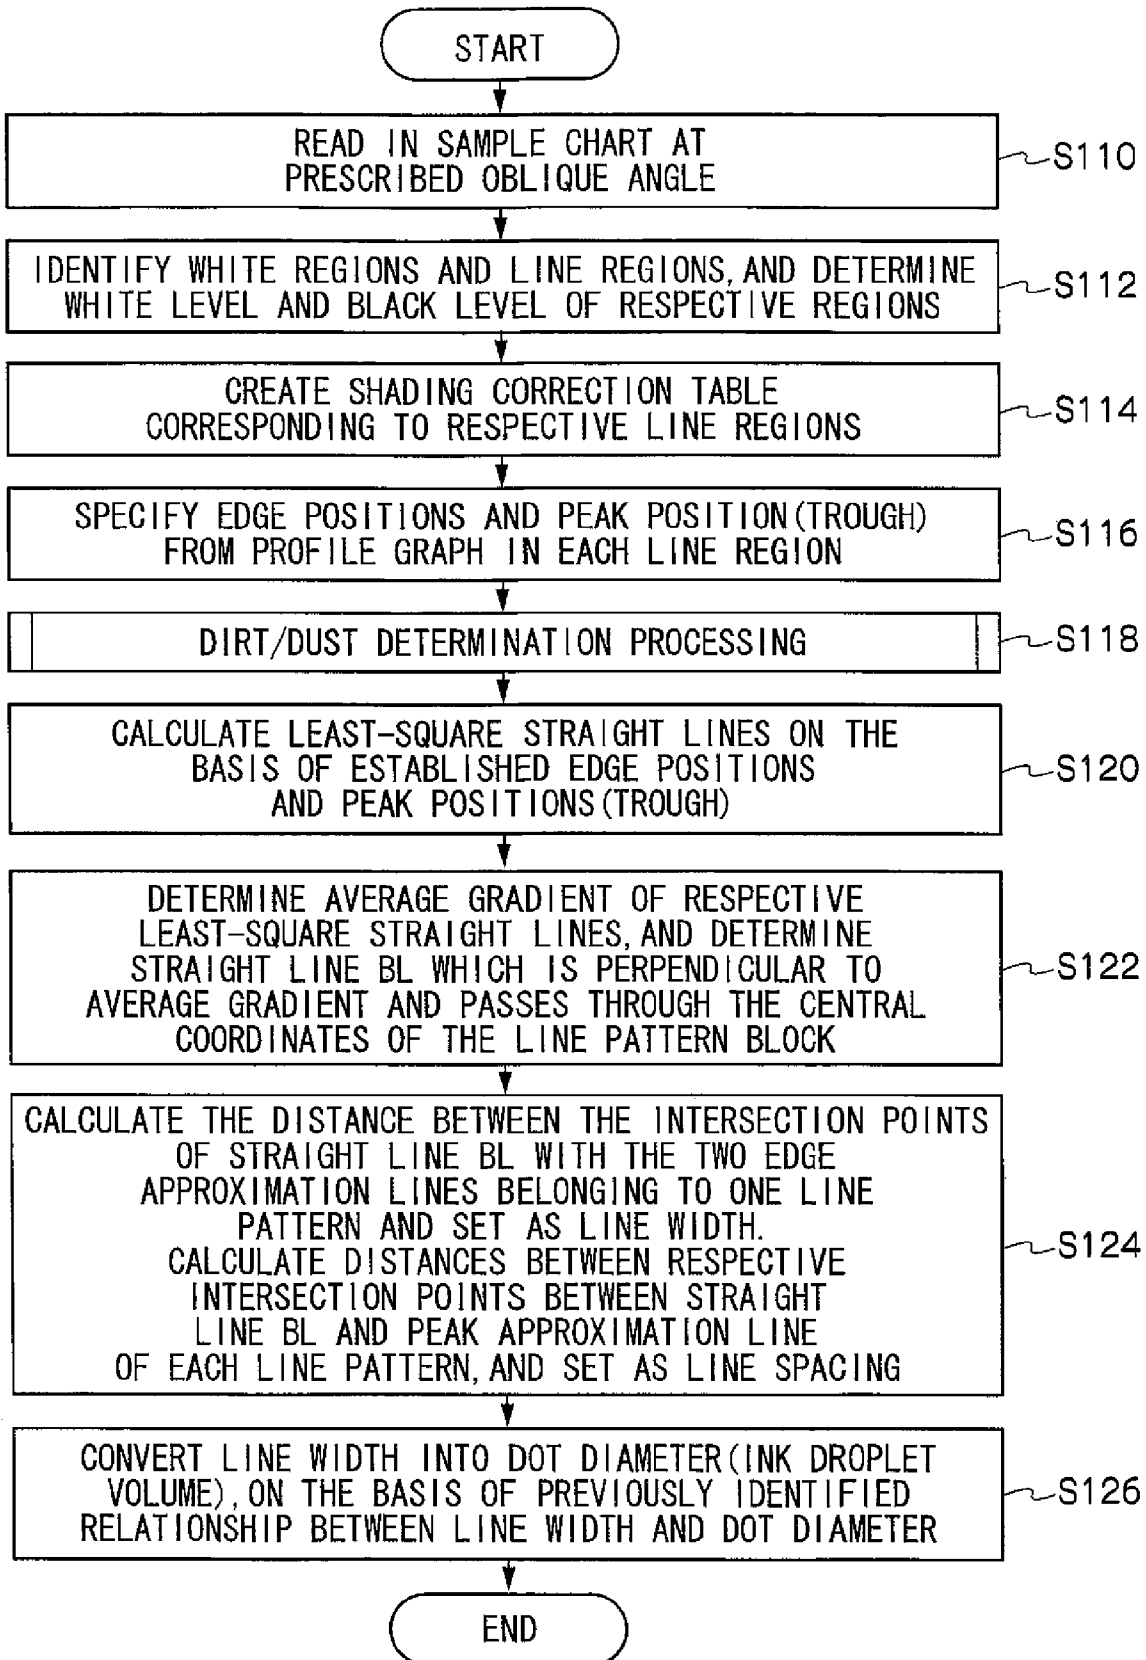 START
READ IN SAMPLE CHART AT
PRESCRIBED OBLIQUE ANGLE
S110
IDENTIFY WHITE REGIONS AND LINE REGIONS, AND DETERMINE
WHITE LEVEL AND BLACK LEVEL OF RESPECTIVE REGIONS
S112
CREATE SHADING CORRECTION TABLE
CORRESPONDING TO RESPECTIVE LINE REGIONS
S114
SPECIFY EDGE POSITIONS AND PEAK POSITION(TROUGH)
FROM PROFILE GRAPH IN EACH LINE REGION
S116
DIRT/DUST DETERMINATION PROCESSING
S118
CALCULATE LEAST-SQUARE STRAIGHT LINES ON THE
BASIS OF ESTABLISHED EDGE POSITIONS
AND PEAK POSITIONS(TROUGH)
S120
DETERMINE AVERAGE GRADIENT OF RESPECTIVE
LEAST-SQUARE STRAIGHT LINES, AND DETERMINE
STRAIGHT LINE BL WHICH IS PERPENDICULAR TO
AVERAGE GRADIENT AND PASSES THROUGH THE CENTRAL
COORDINATES OF THE LINE PATTERN BLOCK
S122
CALCULATE THE DISTANCE BETWEEN THE INTERSECTION POINTS
OF STRAIGHT LINE BL WITH THE TWO EDGE
APPROXIMATION LINES BELONGING TO ONE LINE
PATTERN AND SET AS LINE WIDTH.
CALCULATE DISTANCES BETWEEN RESPECTIVE
INTERSECTION POINTS BETWEEN STRAIGHT
LINE BL AND PEAK APPROXIMATION LINE
OF EACH LINE PATTERN, AND SET AS LINE SPACING
S124
CONVERT LINE WIDTH INTO DOT DIAMETER(INK DROPLET
VOLUME), ON THE BASIS OF PREVIOUSLY IDENTIFIED
RELATIONSHIP BETWEEN LINE WIDTH AND DOT DIAMETER
S126
END